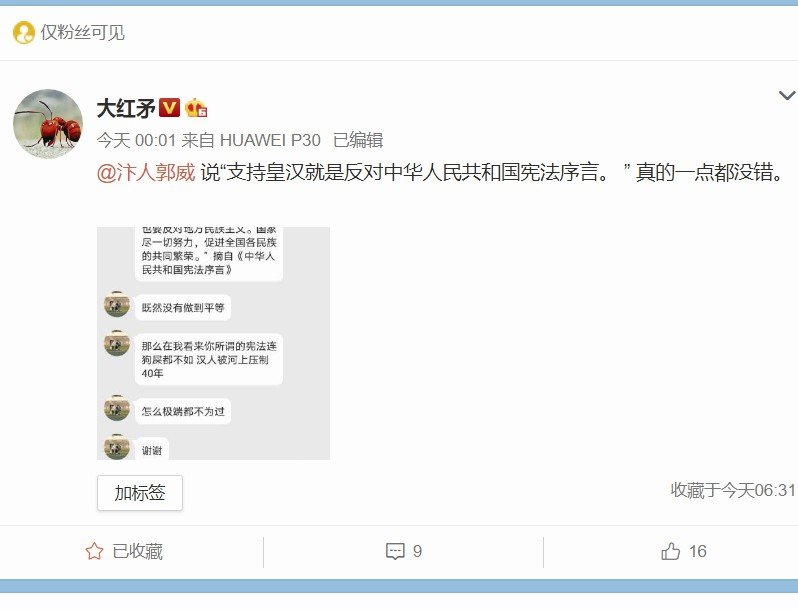 仅粉丝可见
大红矛
今天 00:01 来自 HUAWEI P30 已编辑
@汴人郭威 说“支持皇汉就是反对中华人民共和国宪法序言。 ” 真的一点都没错。
也要反对地方民族主义。国家
尽一切努力，促进全国各民族
的共同繁荣。” 摘自《中华人
民共和国宪法序言》
既然没有做到平等
那么在我看来你所谓的宪法连
狗屎都不如 汉人被河上压制
40年
怎么极端都不为过
谢谢
加标签
收藏于今天06:31
已收藏
9
16